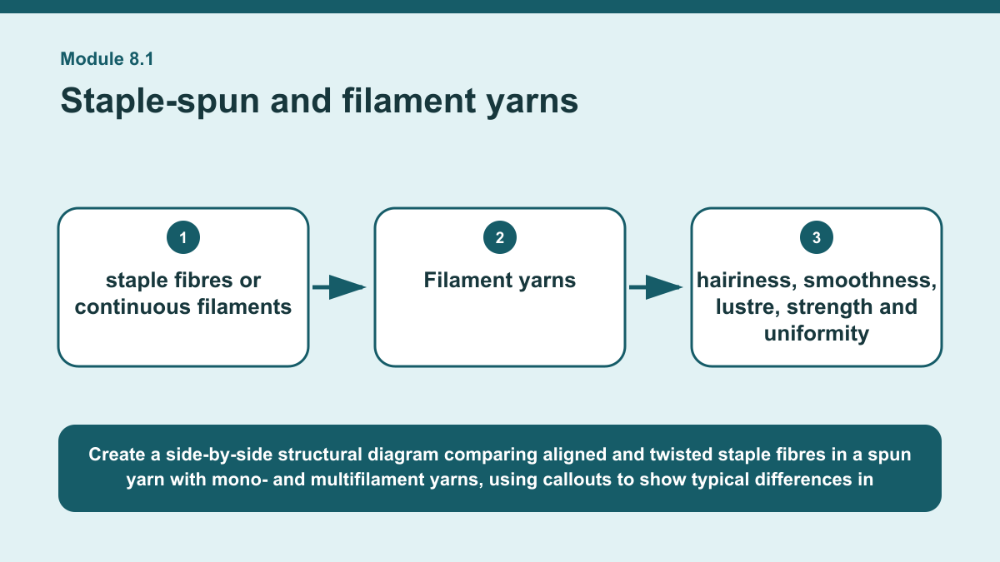 Module 8.1
Staple-spun and filament yarns
1
staple fibres or
continuous filaments
2
Filament yarns
3
hairiness, smoothness,
lustre, strength and
uniformity
Create a side-by-side structural diagram comparing aligned and twisted staple fibres in a spun
yarn with mono- and multifilament yarns, using callouts to show typical differences in